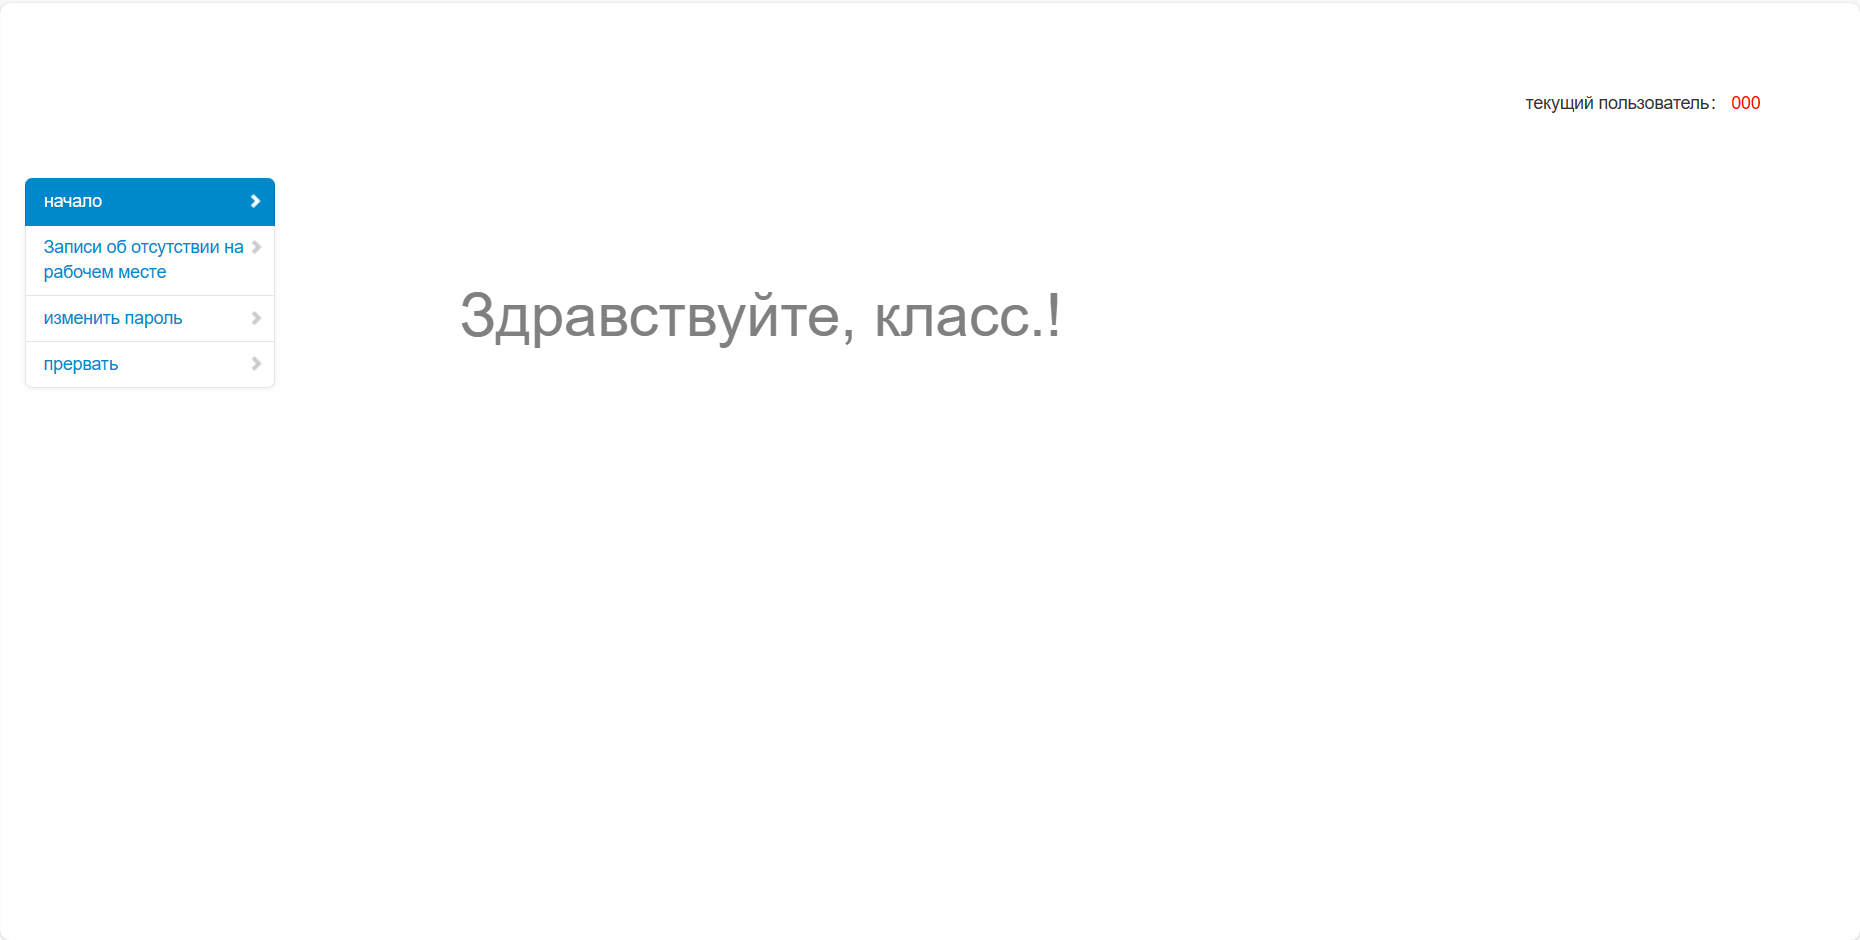 текущий пользователь： 000
начало
Записи об отсутствии на
рабочем месте
изменить пароль
прервать
Здравствуйте, класс.!